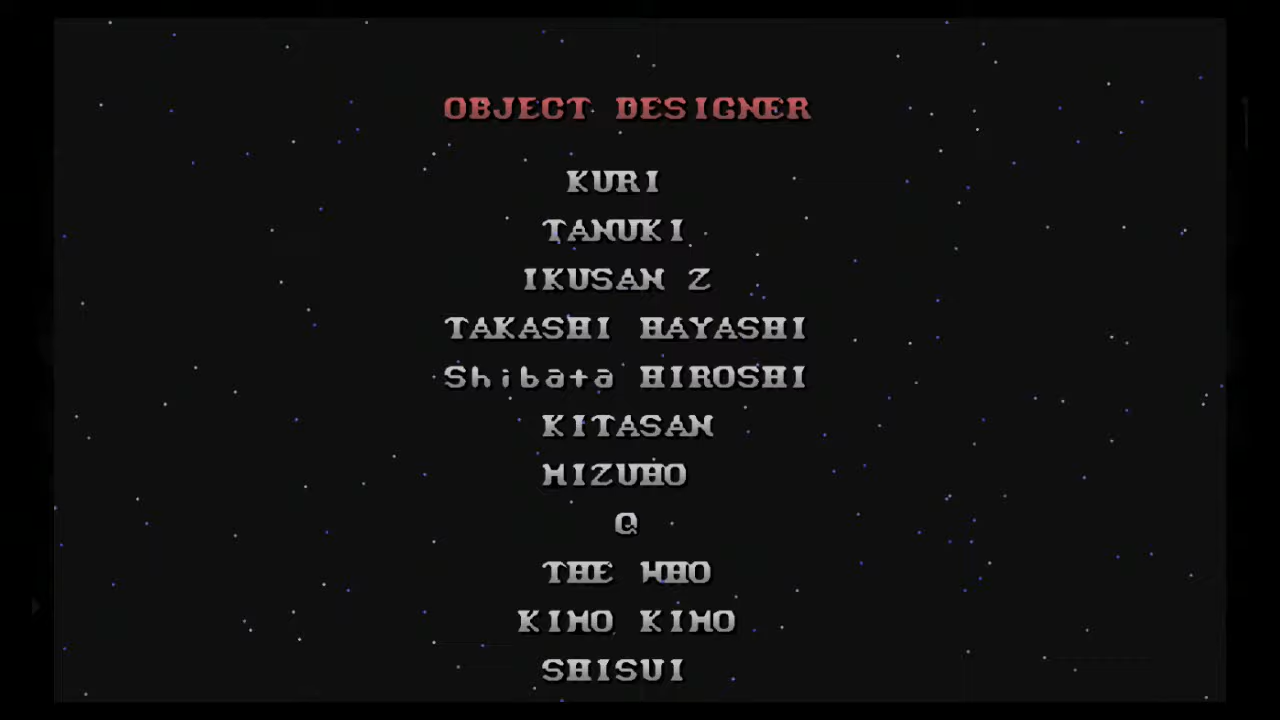 OBJECT DESIGNER
KURI
TANUKI
IKUSAN Z
TAKASHI HAYASHI
Shibata HIROSHI
KITASAN
MIZUHO
Q
THE WHO
KIMO KIMO
SHISUI